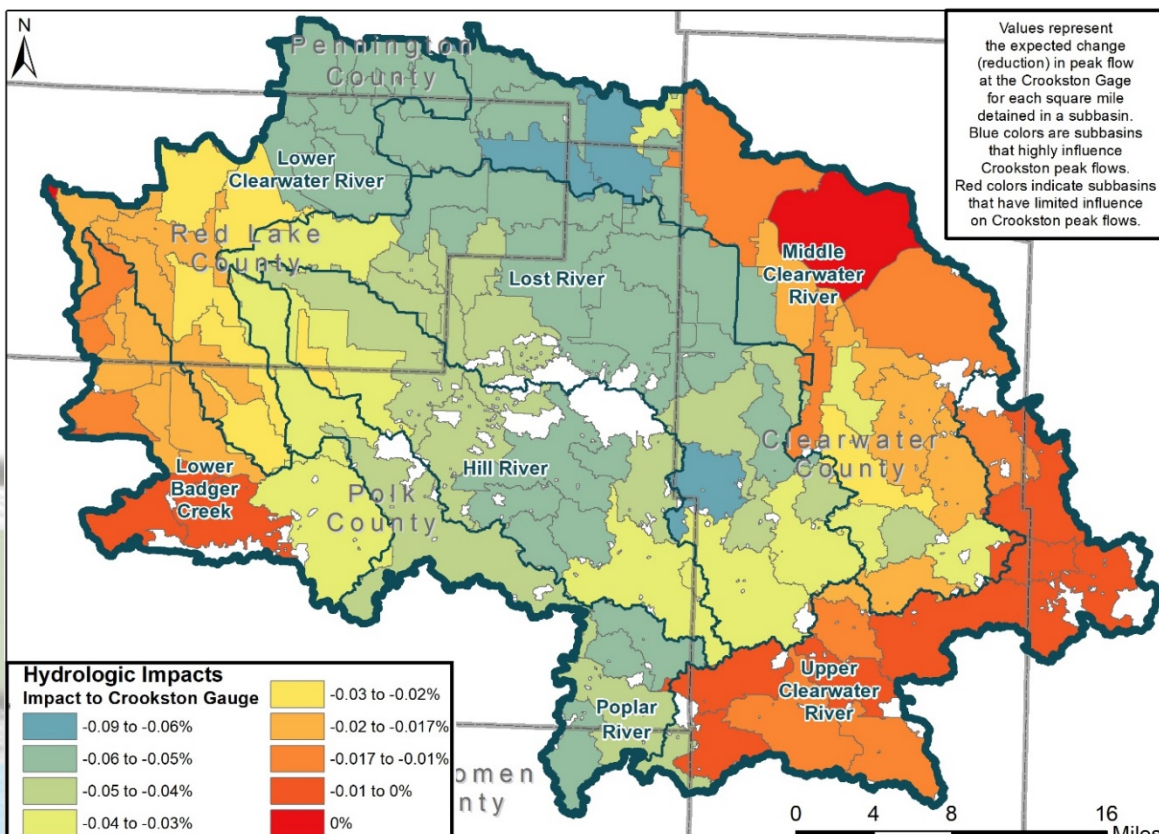 N
Pennington
County
Values represent
the expected change
(reduction) in peak flow
at the Crookston Gage
for each square mile
detained in a subbasin.
Blue colors are subbasins
that highly influence
Crookston peak flows.
Red colors indicate subbasins
that have limited influence
on Crookston peak flows.
Lower
Clearwater River
Red Lake
County
Lost River
Middle
Clearwater
River
Clearwater
County
Hill River
Polk
County
Lower
Badger
Creek
Upper
Clearwater
River
Poplar
River
omen
unty
Hydrologic Impacts
Impact to Crookston Gauge
-0.09 to -0.06%
-0.06 to -0.05%
-0.05 to -0.04%
-0.04 to -0.03%
-0.03 to -0.02%
-0.02 to -0.017%
-0.017 to -0.01%
-0.01 to 0%
0%
0 4 8 16
Miles